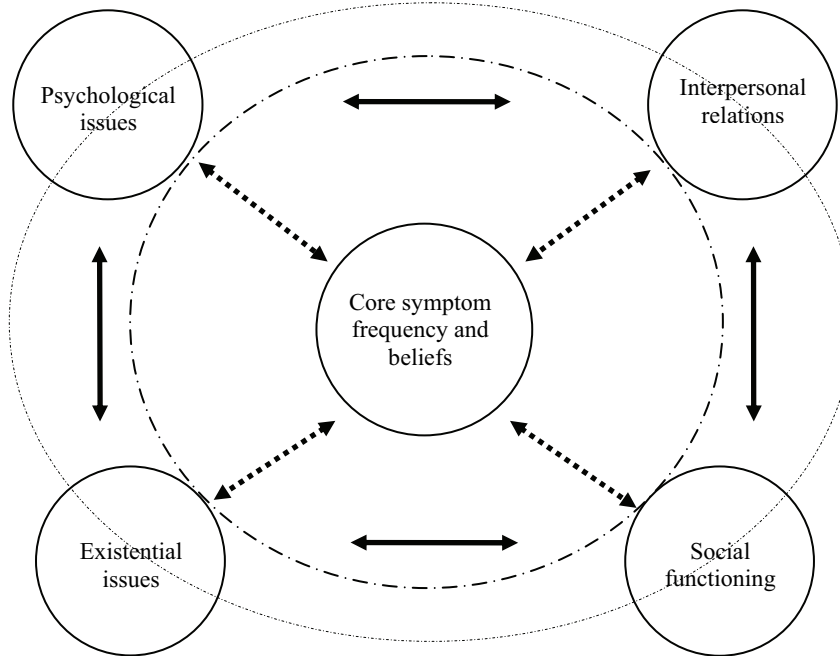 Psychological
issues
Interpersonal
relations
Core symptom
frequency and
beliefs
Existential
issues
Social
functioning